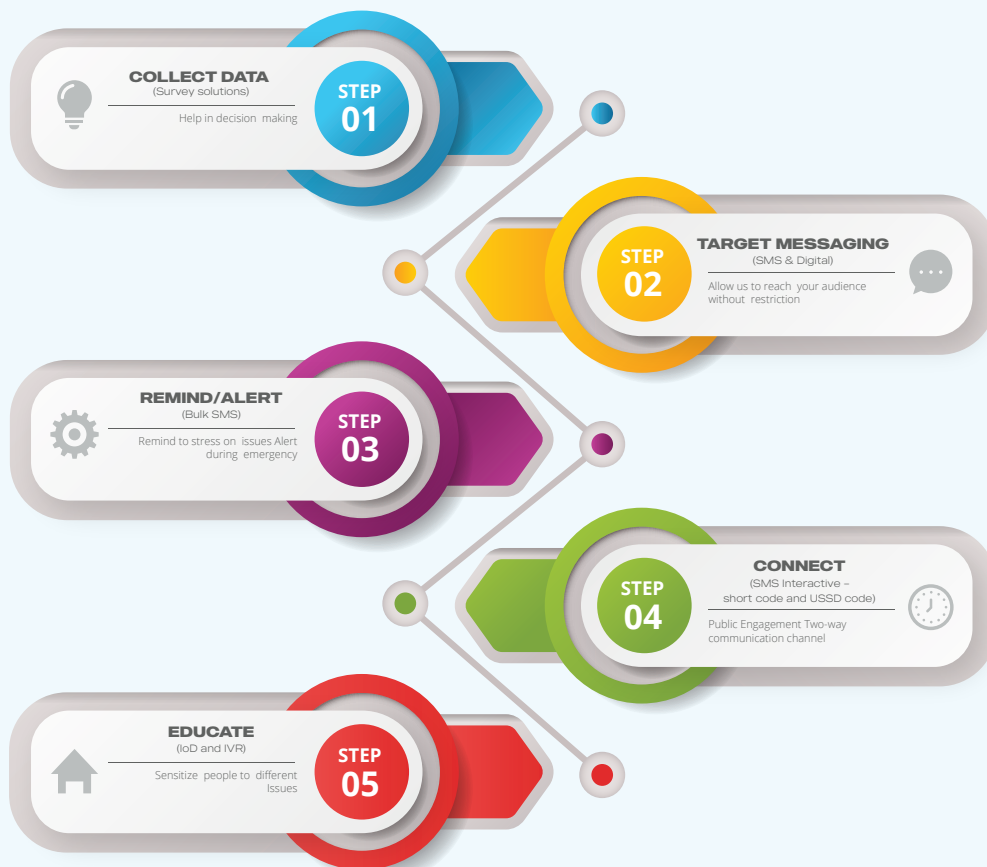 COLLECT DATA
(Survey solutions)
Help in decision making
STEP
01
TARGET MESSAGING
(SMS & Digital)
Allow us to reach your audience
without restriction
STEP
02
REMIND/ALERT
(Bulk SMS)
Remind to stress on issues Alert
during emergency
STEP
03
CONNECT
(SMS Interactive –
short code and USSD code)
Public Engagement Two-way
communication channel
STEP
04
EDUCATE
(IoD and IVR)
Sensitize people to different
Issues
STEP
05